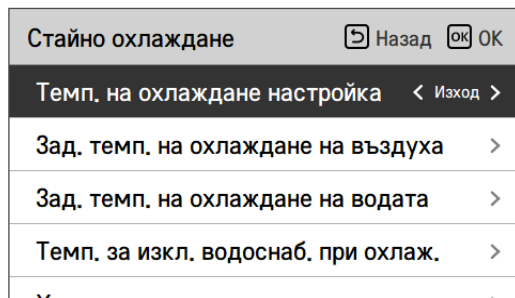 Стайно охлаждане Назад OK OK
Темп. на охлаждане настройка < Изход >
Зад. темп. на охлаждане на въздуха >
Зад. темп. на охлаждане на водата >
Темп. за изкл. водоснаб. при охлаж. >